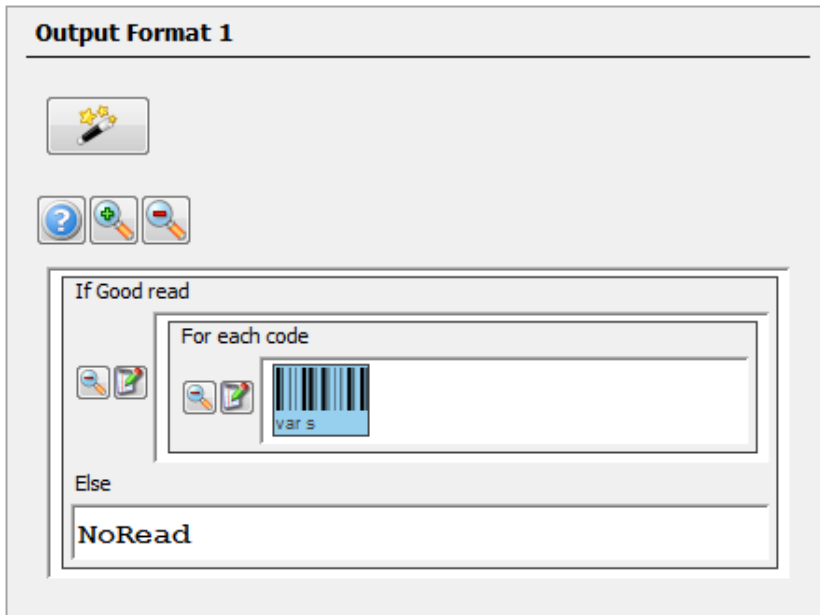 Output Format 1
If Good read
For each code
var s
Else
NoRead